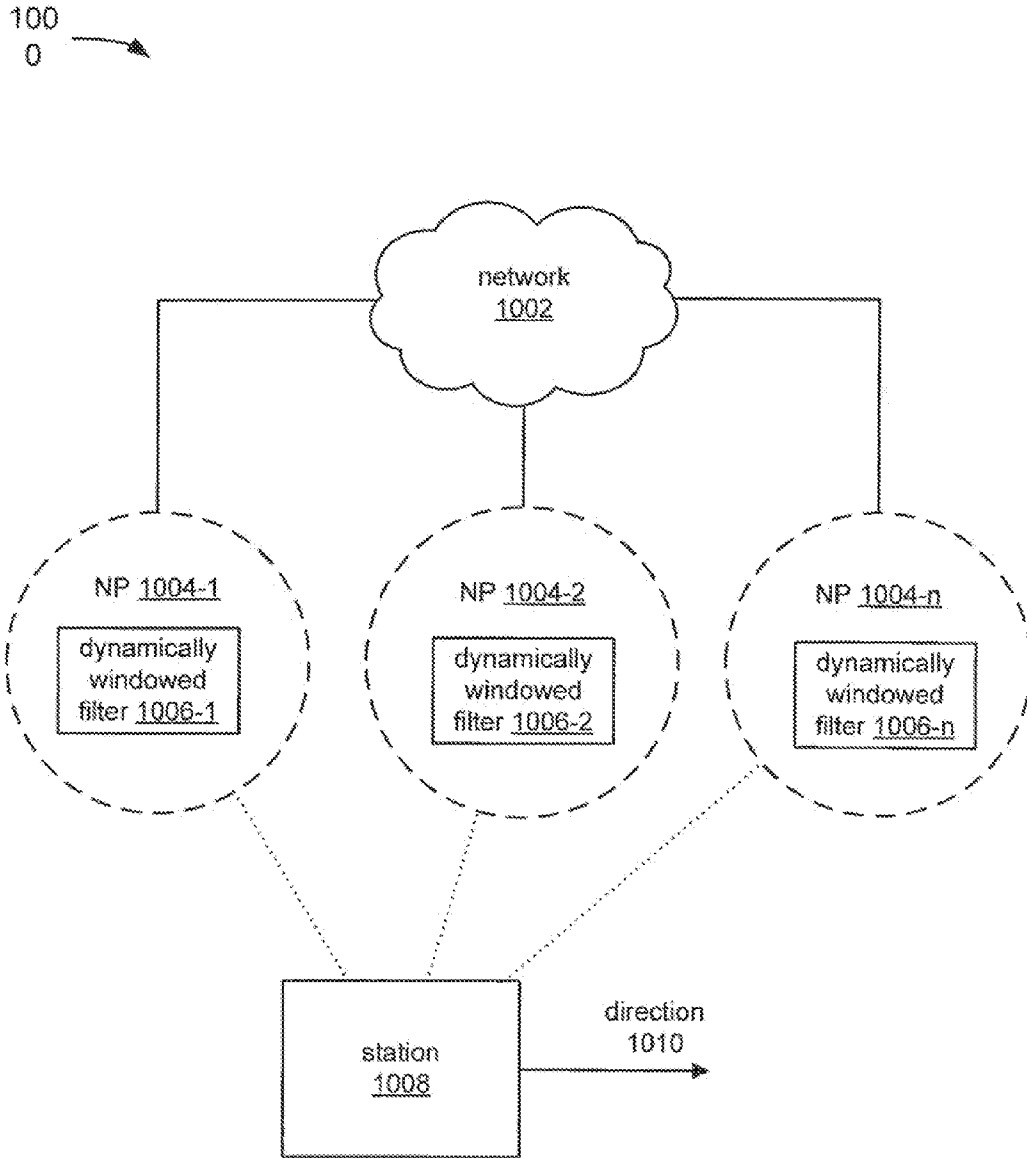 100
0
network
1002
NP 1004-1
dynamically
windowed
filter 1006-1
NP 1004-2
dynamically
windowed
filter 1006-2
NP 1004-n
dynamically
windowed
filter 1006-n
station
1008
direction
1010